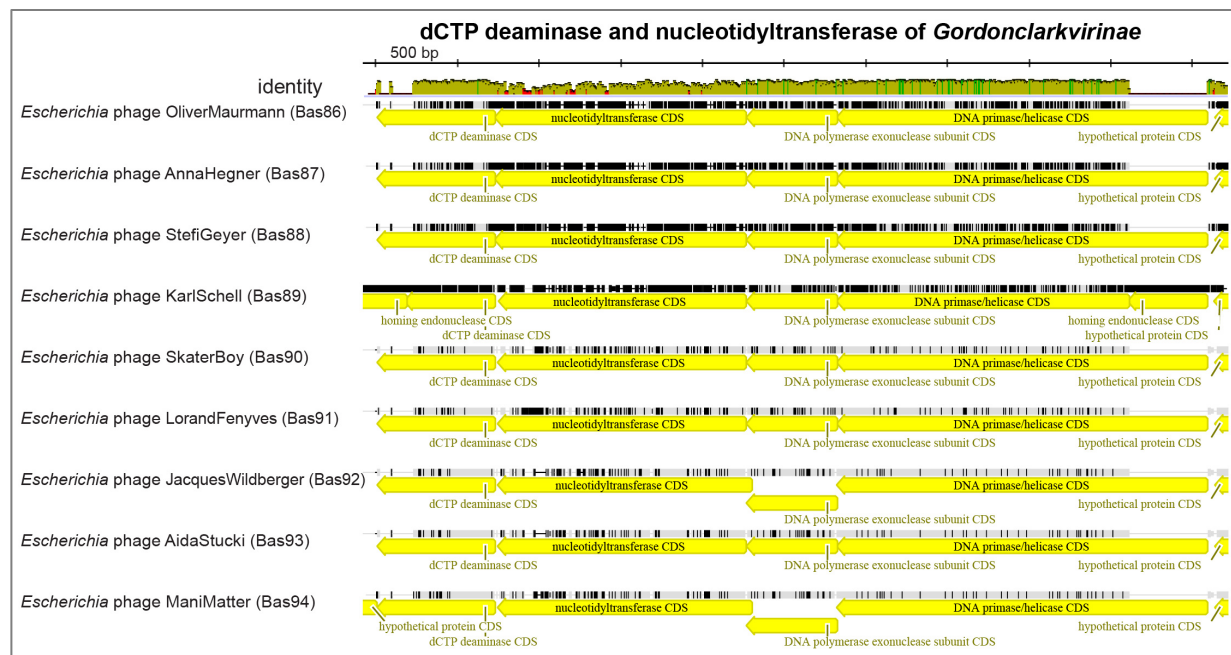 dCTP deaminase and nucleotidyltransferase of Gordonclarkvirinae
500 bp
identity
Escherichia phage OliverMaurmann (Bas86)
nucleotidyltransferase CDS DNA primase/helicase CDS
dCTP deaminase CDS DNA polymerase exonuclease subunit CDS hypothetical protein CDS
Escherichia phage AnnaHegner (Bas87)
nucleotidyltransferase CDS DNA primase/helicase CDS
dCTP deaminase CDS DNA polymerase exonuclease subunit CDS hypothetical protein CDS
Escherichia phage StefiGeyer (Bas88)
nucleotidyltransferase CDS DNA primase/helicase CDS
dCTP deaminase CDS DNA polymerase exonuclease subunit CDS hypothetical protein CDS
Escherichia phage KarlSchell (Bas89)
nucleotidyltransferase CDS DNA primase/helicase CDS
homing endonuclease CDS DNA polymerase exonuclease subunit CDS homing endonuclease CDS
dCTP deaminase CDS hypothetical protein CDS
Escherichia phage SkaterBoy (Bas90)
nucleotidyltransferase CDS DNA primase/helicase CDS
dCTP deaminase CDS DNA polymerase exonuclease subunit CDS hypothetical protein CDS
Escherichia phage LorandFenyves (Bas91)
nucleotidyltransferase CDS DNA primase/helicase CDS
dCTP deaminase CDS DNA polymerase exonuclease subunit CDS hypothetical protein CDS
Escherichia phage JacquesWildberger (Bas92)
nucleotidyltransferase CDS DNA primase/helicase CDS
dCTP deaminase CDS hypothetical protein CDS
DNA polymerase exonuclease subunit CDS
Escherichia phage AidaStucki (Bas93)
nucleotidyltransferase CDS DNA primase/helicase CDS
dCTP deaminase CDS DNA polymerase exonuclease subunit CDS hypothetical protein CDS
Escherichia phage ManiMatter (Bas94)
nucleotidyltransferase CDS DNA primase/helicase CDS
hypothetical protein CDS hypothetical protein CDS
dCTP deaminase CDS DNA polymerase exonuclease subunit CDS